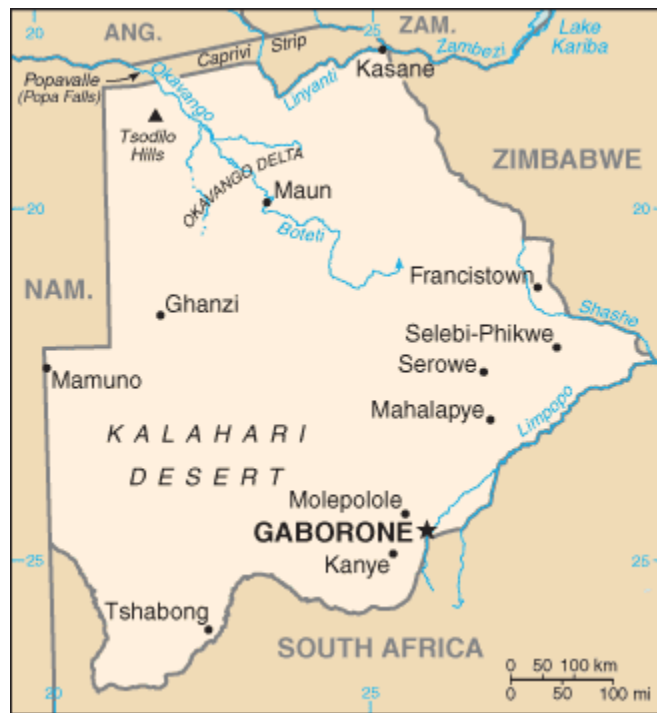 20
ANG.
25
ZAM.
Lake
Kariba
Caprivi Strip
Zambezi
Popavalle
(Popa Falls)
Okavango
Linyanti
Kasane
Tsodilo
Hills
ZIMBABWE
OKAVANGO DELTA
Maun
20
20
Boteti
Francistown
NAM.
Ghanzi
Shashe
Selebi-Phikwe
Serowe
Mamuno
Mahalapye
Limpopo
KALAHARI
DESERT
Molepolole
GABORONE
Kanye
25
25
Tshabong
SOUTH AFRICA
0 50 100 km
0 50 100 mi
20
25